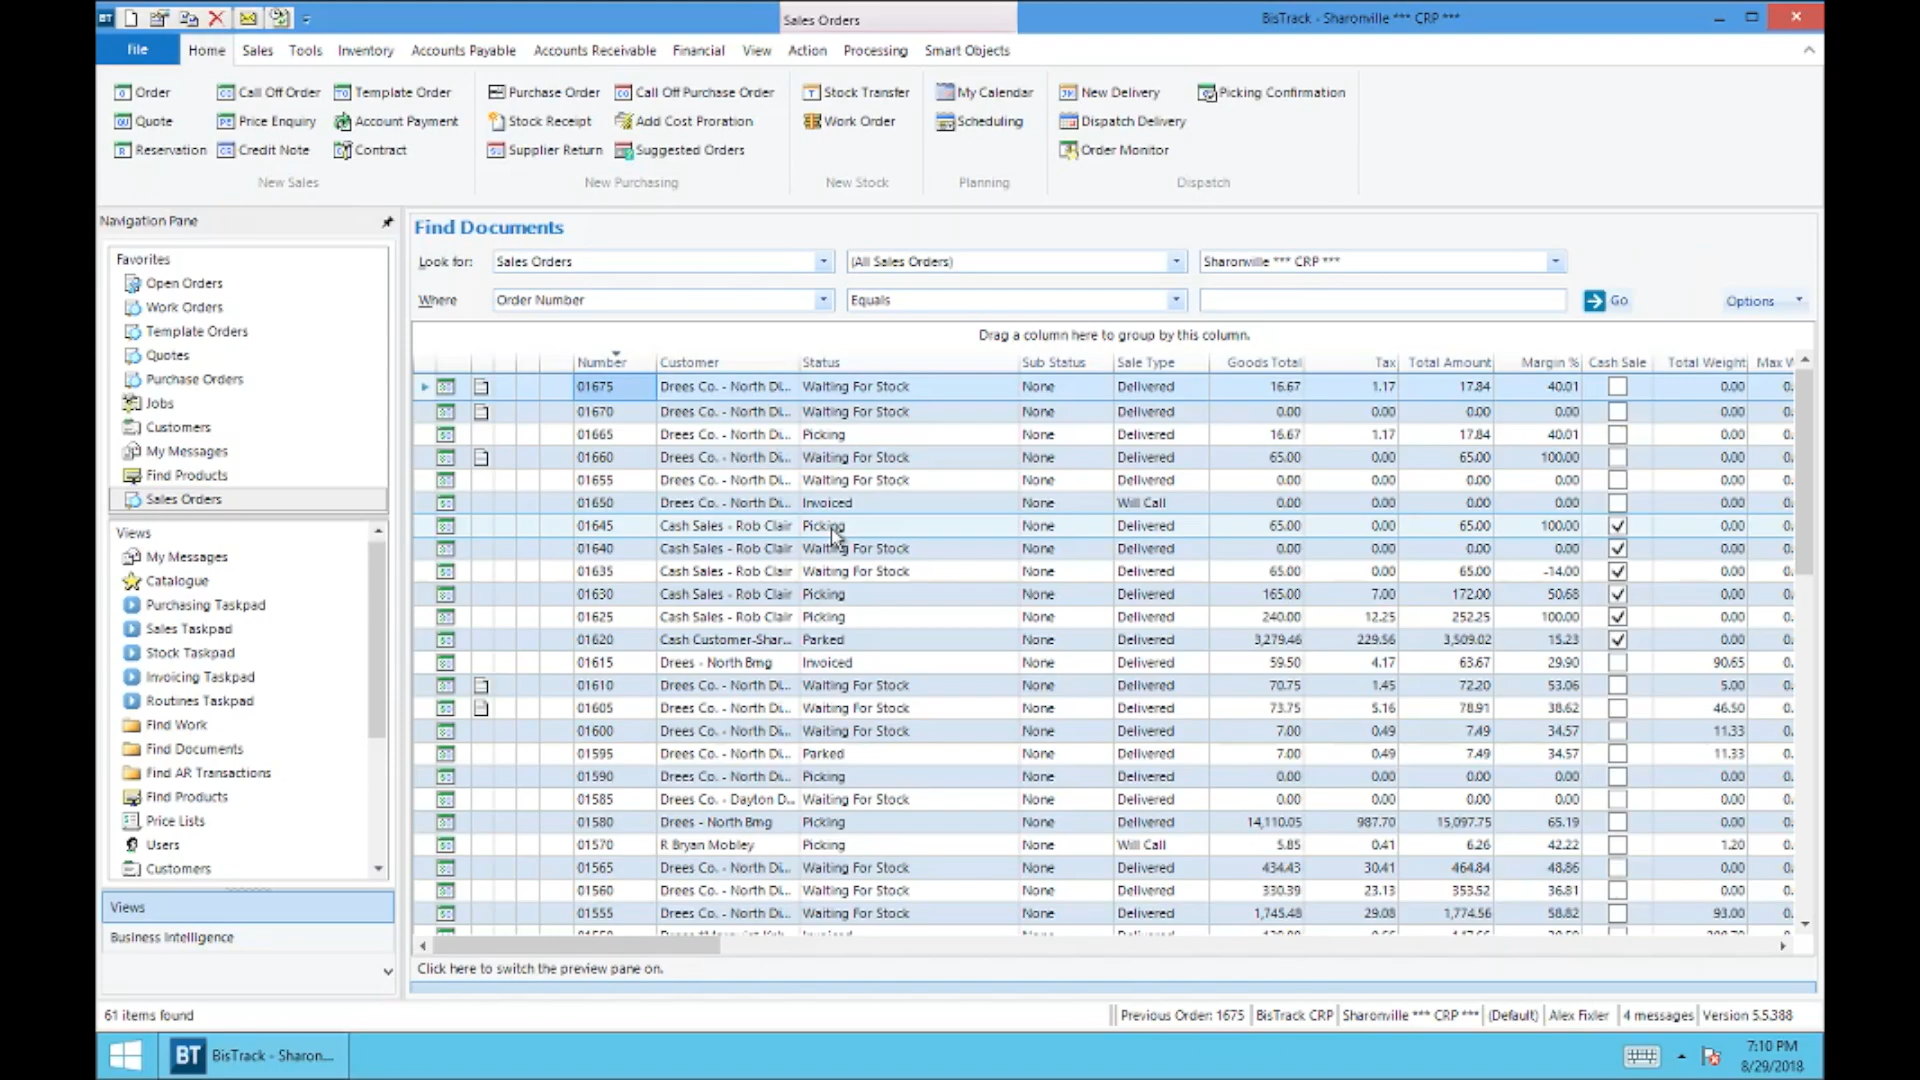 BT Sales Orders BisTrack - Sharonville *** CRP ***
File Home Sales Tools Inventory Accounts Payable Accounts Receivable Financial View Action Processing Smart Objects
Order Call Off Order Template Order Purchase Order Call Off Purchase Order Stock Transfer My Calendar New Delivery Picking Confirmation
Quote Price Enquiry Account Payment Stock Receipt Add Cost Proration Work Order Scheduling Dispatch Delivery
Reservation Credit Note Contract Supplier Return Suggested Orders Order Monitor
New Sales New Purchasing New Stock Planning Dispatch
Navigation Pane
Favorites
Open Orders
Work Orders
Template Orders
Quotes
Purchase Orders
Jobs
Customers
My Messages
Find Products
Sales Orders
Views
My Messages
Catalogue
Purchasing Taskpad
Sales Taskpad
Stock Taskpad
Invoicing Taskpad
Routines Taskpad
Find Work
Find Documents
Find AR Transactions
Find Products
Price Lists
Users
Customers
Views
Business Intelligence
Find Documents
Look for: Sales Orders (All Sales Orders) Sharonville *** CRP ***
Where Order Number Equals Go Options
Drag a column here to group by this column.
Number Customer Status Sub Status Sale Type Goods Total Tax Total Amount Margin % Cash Sale Total Weight Max W
01675 Drees Co. - North Di... Waiting For Stock None Delivered 16.67 1.17 17.84 40.01 0.00 0.
01670 Drees Co. - North Di... Waiting For Stock None Delivered 0.00 0.00 0.00 0.00 0.00 0.
01665 Drees Co. - North Di... Picking None Delivered 16.67 1.17 17.84 40.01 0.00 0.
01660 Drees Co. - North Di... Waiting For Stock None Delivered 65.00 0.00 65.00 100.00 0.00 0.
01655 Drees Co. - North Di... Waiting For Stock None Delivered 0.00 0.00 0.00 0.00 0.00 0.
01650 Drees Co. - North Di... Invoiced None Will Call 0.00 0.00 0.00 0.00 0.00 0.
01645 Cash Sales - Rob Clair Picking None Delivered 65.00 0.00 65.00 100.00 0.00 0.
01640 Cash Sales - Rob Clair Waiting For Stock None Delivered 0.00 0.00 0.00 0.00 0.00 0.
01635 Cash Sales - Rob Clair Waiting For Stock None Delivered 65.00 0.00 65.00 -14.00 0.00 0.
01630 Cash Sales - Rob Clair Picking None Delivered 165.00 7.00 172.00 50.68 0.00 0.
01625 Cash Sales - Rob Clair Picking None Delivered 240.00 12.25 252.25 100.00 0.00 0.
01620 Cash Customer-Shar... Parked None Delivered 3,279.46 229.56 3,509.02 15.23 0.00 0.
01615 Drees - North Bmg Invoiced None Delivered 59.50 4.17 63.67 29.90 90.65 0.
01610 Drees Co. - North Di... Waiting For Stock None Delivered 70.75 1.45 72.20 53.06 5.00 0.
01605 Drees Co. - North Di... Waiting For Stock None Delivered 73.75 5.16 78.91 38.62 46.50 0.
01600 Drees Co. - North Di... Waiting For Stock None Delivered 7.00 0.49 7.49 34.57 11.33 0.
01595 Drees Co. - North Di... Parked None Delivered 7.00 0.49 7.49 34.57 11.33 0.
01590 Drees Co. - North Di... Picking None Delivered 0.00 0.00 0.00 0.00 0.00 0.
01585 Drees Co. - Dayton D... Waiting For Stock None Delivered 0.00 0.00 0.00 0.00 0.00 0.
01580 Drees - North Bmg Picking None Delivered 14,110.05 987.70 15,097.75 65.19 0.00 0.
01570 R Bryan Mobley Picking None Will Call 5.85 0.41 6.26 42.22 1.20 0.
01565 Drees Co. - North Di... Waiting For Stock None Delivered 434.43 30.41 464.84 48.86 0.00 0.
01560 Drees Co. - North Di... Waiting For Stock None Delivered 330.39 23.13 353.52 36.81 0.00 0.
01555 Drees Co. - North Di... Waiting For Stock None Delivered 1,745.48 29.08 1,774.56 58.82 93.00 0.
Click here to switch the preview pane on.
61 items found Previous Order: 1675 BisTrack CRP Sharonville *** CRP *** (Default) Alex Fixler 4 messages Version 5.5.388
BT BisTrack - Sharon... 7:10 PM
8/29/2018